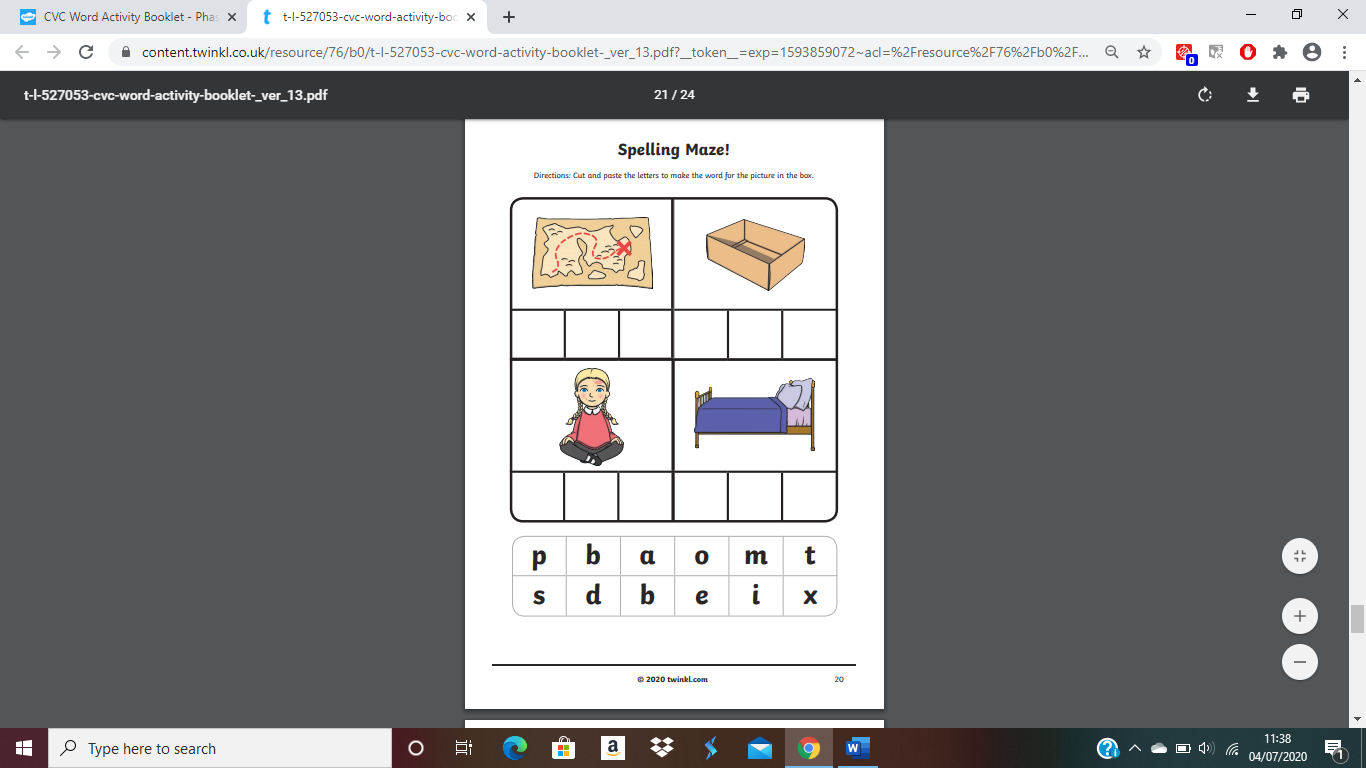 CVC Word Activity Booklet - Phas
t-l-527053-cvc-word-activity-boo
content.twinkl.co.uk/resource/76/b0/t-l-527053-cvc-word-activity-booklet-_ver_13.pdf?__token__=exp=1593859072~acl=%2Fresource%2F76%2Fb0%2F...
0
t-l-527053-cvc-word-activity-booklet-_ver_13.pdf
21 / 24
Spelling Maze!
Directions: Cut and paste the letters to make the word for the picture in the box.
p b a o m t
s d b e i x
© 2020 twinkl.com
20
Type here to search
11:38
04/07/2020
1